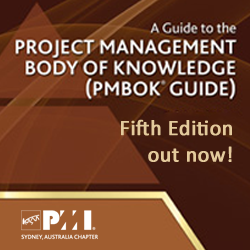 A Guide to the
PROJECT MANAGEMENT
BODY OF KNOWLEDGE
(PMBOK® GUIDE)
Fifth Edition
out now!
PMI®
SYDNEY, AUSTRALIA CHAPTER